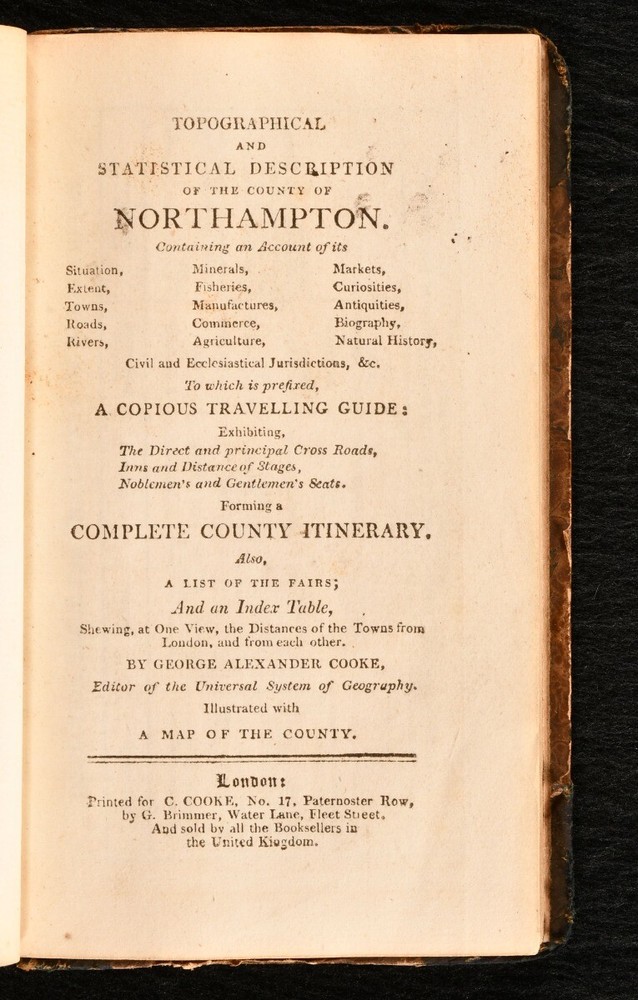 TOPOGRAPHICAL
AND
STATISTICAL DESCRIPTION
OF THE COUNTY OF
NORTHAMPTON.
Containing an Account of its
Situation, Minerals, Markets,
Extent, Fisheries, Curiosities,
Towns, Manufactures, Antiquities,
Roads, Commerce, Biography,
Rivers, Agriculture, Natural History,
Civil and Ecclesiastical Jurisdictions, &c.
To which is prefixed,
A COPIOUS TRAVELLING GUIDE:
Exhibiting,
The Direct and principal Cross Roads,
Inns and Distance of Stages,
Noblemen's and Gentlemen's Seats.
Forming a
COMPLETE COUNTY ITINERARY.
Also,
A LIST OF THE FAIRS;
And an Index Table,
Shewing, at One View, the Distances of the Towns from
London, and from each other.
BY GEORGE ALEXANDER COOKE,
Editor of the Universal System of Geography.
Illustrated with
A MAP OF THE COUNTY.
London:
Printed for C. COOKE, No. 17, Paternoster Row,
by G. Brimmer, Water Lane, Fleet Street.
And sold by all the Booksellers in
the United Kingdom.